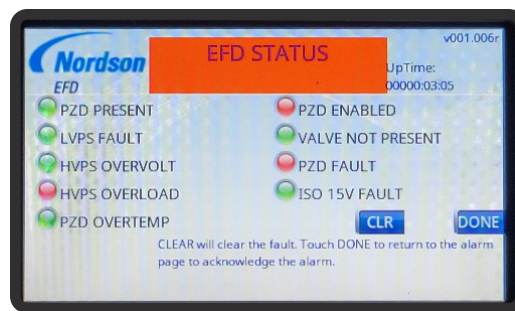 v001.006r
EFD STATUS
Nordson
EFD
UpTime:
00000:03:05
PZD PRESENT
PZD ENABLED
LVPS FAULT
VALVE NOT PRESENT
HVPS OVERVOLT
PZD FAULT
HVPS OVERLOAD
ISO 15V FAULT
PZD OVERTEMP
CLR
DONE
CLEAR will clear the fault. Touch DONE to return to the alarm
page to acknowledge the alarm.